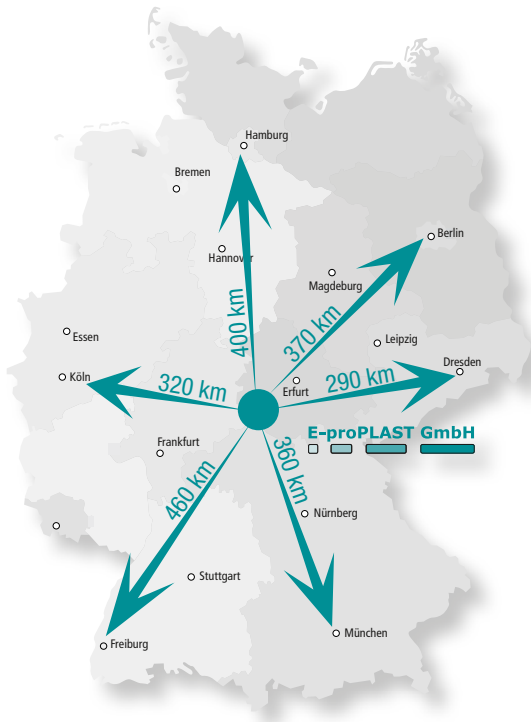 Hamburg
Bremen
Berlin
Hannover
Magdeburg
400 km
370 km
Essen
Leipzig
Dresden
Köln
320 km
Erfurt
290 km
E-proPLAST GmbH
Frankfurt
360 km
460 km
Nürnberg
Stuttgart
München
Freiburg